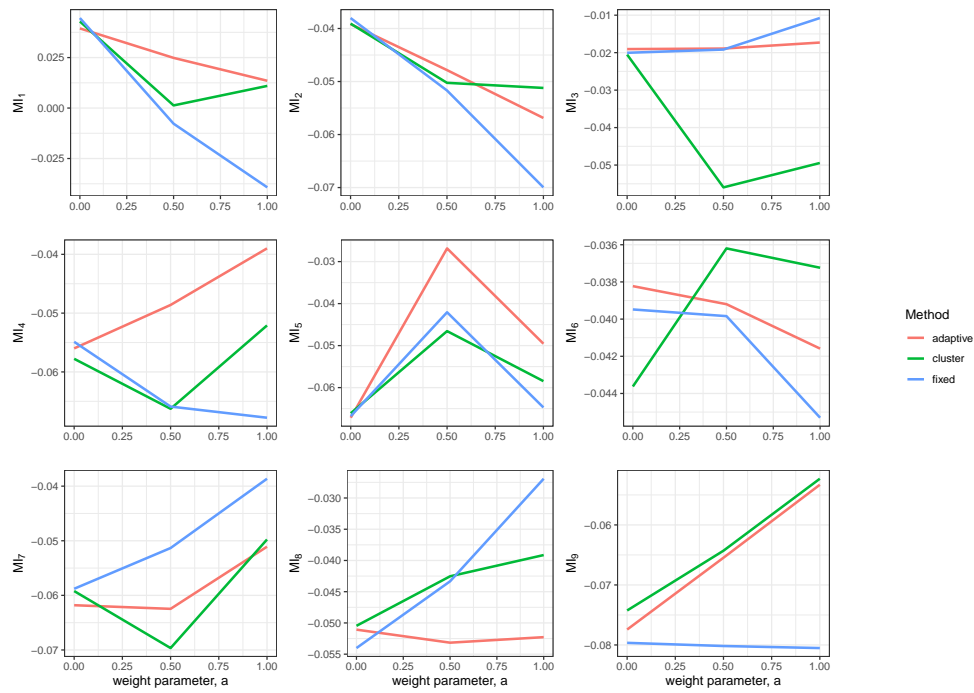 0.025
0.000
−0.025
MI1
0.00 0.25 0.50 0.75 1.00
−0.04
−0.05
−0.06
−0.07
MI2
0.00 0.25 0.50 0.75 1.00
−0.01
−0.02
−0.03
−0.04
−0.05
MI3
0.00 0.25 0.50 0.75 1.00
−0.04
−0.05
−0.06
MI4
0.00 0.25 0.50 0.75 1.00
−0.03
−0.04
−0.05
−0.06
MI5
0.00 0.25 0.50 0.75 1.00
−0.036
−0.038
−0.040
−0.042
−0.044
MI6
0.00 0.25 0.50 0.75 1.00
Method
adaptive
cluster
fixed
−0.04
−0.05
−0.06
−0.07
MI7
0.00 0.25 0.50 0.75 1.00
weight parameter, a
−0.030
−0.035
−0.040
−0.045
−0.050
−0.055
MI8
0.00 0.25 0.50 0.75 1.00
weight parameter, a
−0.06
−0.07
−0.08
MI9
0.00 0.25 0.50 0.75 1.00
weight parameter, a